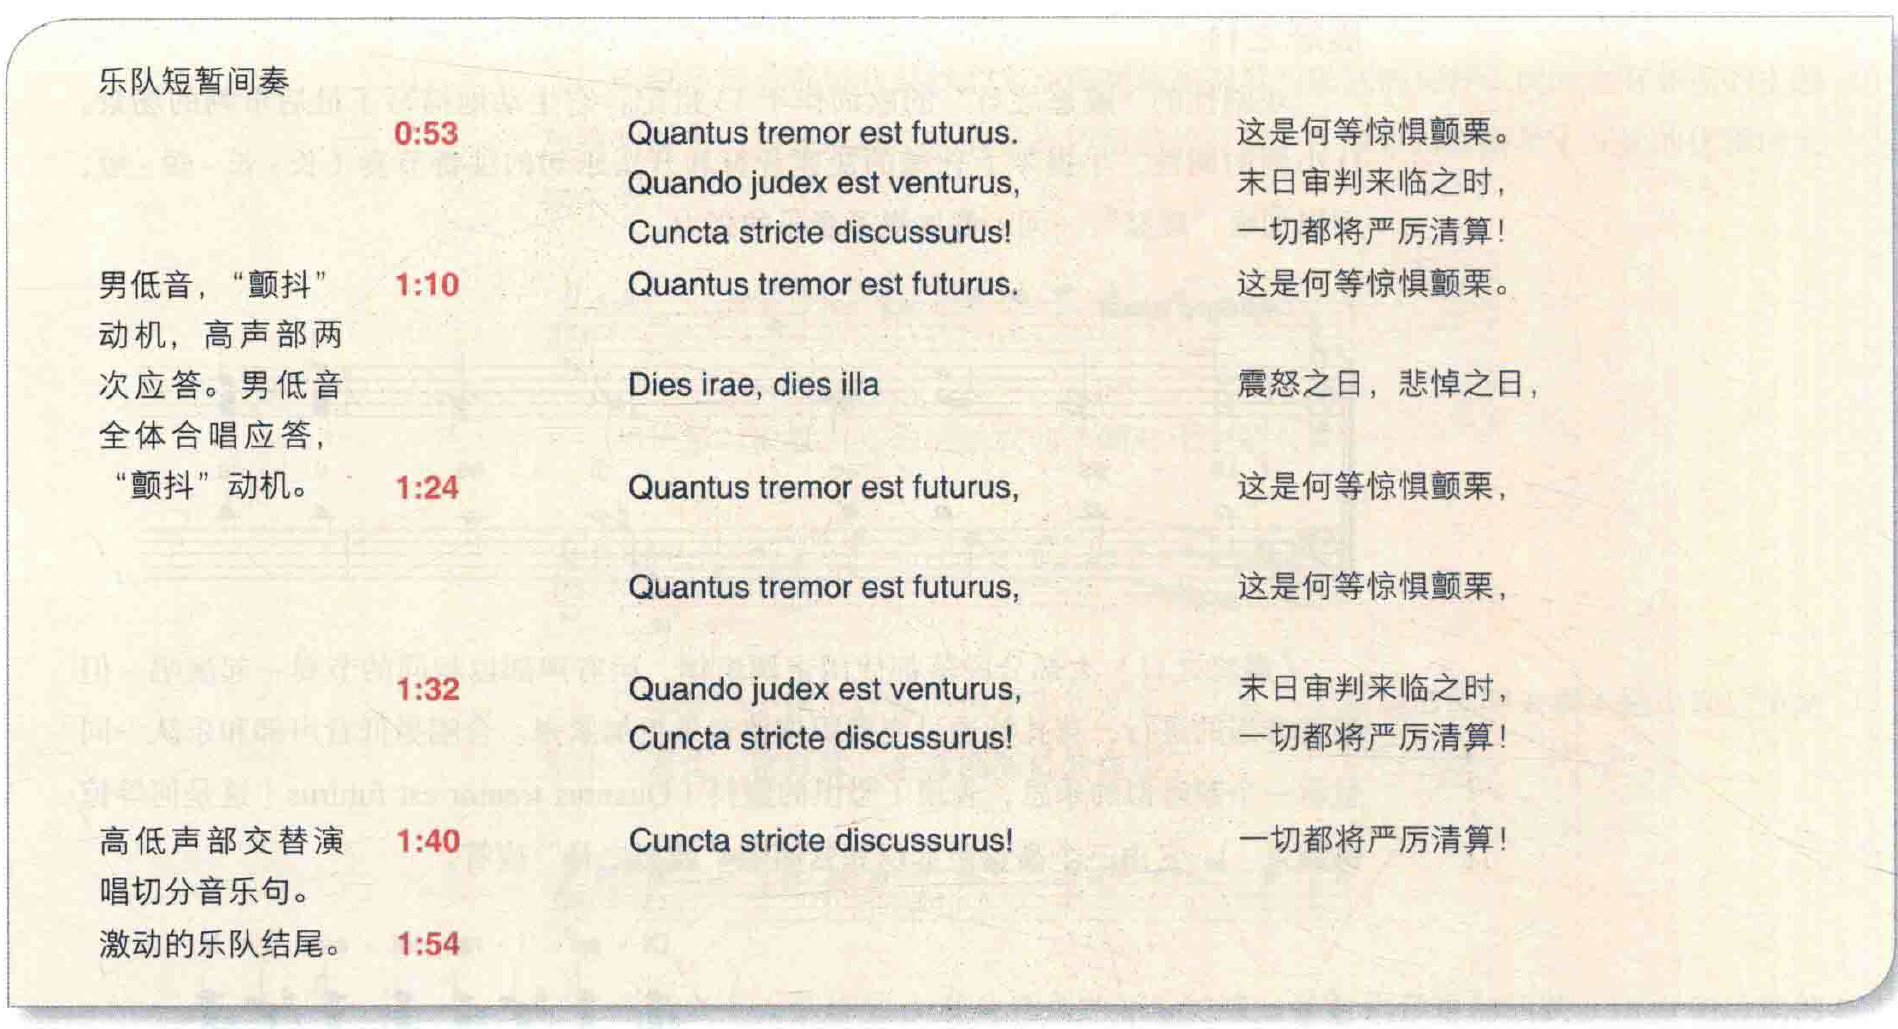 乐队短暂间奏
0:53 Quantus tremor est futurus. 这是何等惊惧颤栗。
Quando judex est venturus, 末日审判来临之时，
Cuncta stricte discussurus! 一切都将严厉清算！
男低音，“颤抖” 1:10 Quantus tremor est futurus. 这是何等惊惧颤栗。
动机，高声部两
次应答。男低音 Dies irae, dies illa 震怒之日，悲悼之日，
全体合唱应答，
“颤抖”动机。 1:24 Quantus tremor est futurus, 这是何等惊惧颤栗，
Quantus tremor est futurus, 这是何等惊惧颤栗，
1:32 Quando judex est venturus, 末日审判来临之时，
Cuncta stricte discussurus! 一切都将严厉清算！
高低声部交替演 1:40 Cuncta stricte discussurus! 一切都将严厉清算！
唱切分音乐句。
激动的乐队结尾。 1:54